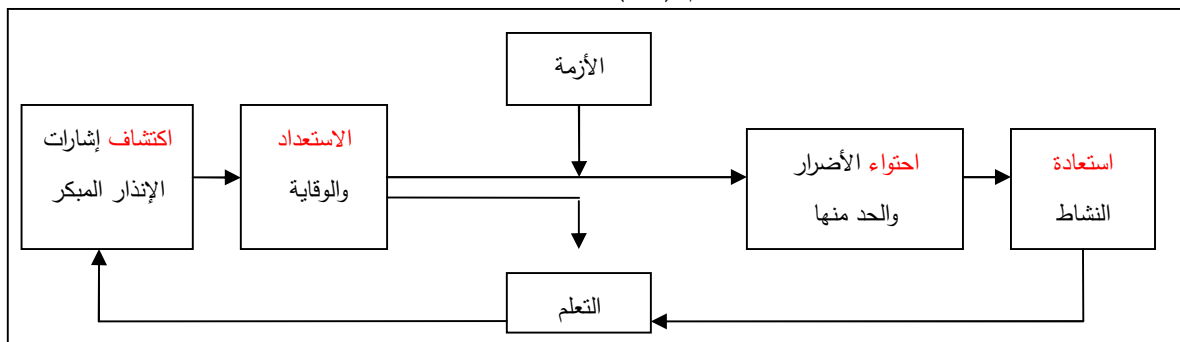 الأزمة
اكتشاف إشارات
الإنذار المبكر
الاستعداد
والوقاية
احتواء الأضرار
والحد منها
استعادة
النشاط
التعلم